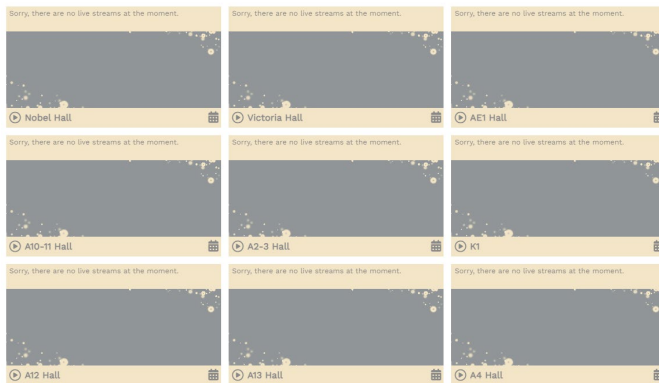 Sorry, there are no live streams at the moment.
Sorry, there are no live streams at the moment.
Sorry, there are no live streams at the moment.
Nobel Hall
Victoria Hall
AE1 Hall
Sorry, there are no live streams at the moment.
Sorry, there are no live streams at the moment.
Sorry, there are no live streams at the moment.
A10-11 Hall
A2-3 Hall
K1
Sorry, there are no live streams at the moment.
Sorry, there are no live streams at the moment.
Sorry, there are no live streams at the moment.
A12 Hall
A13 Hall
A4 Hall